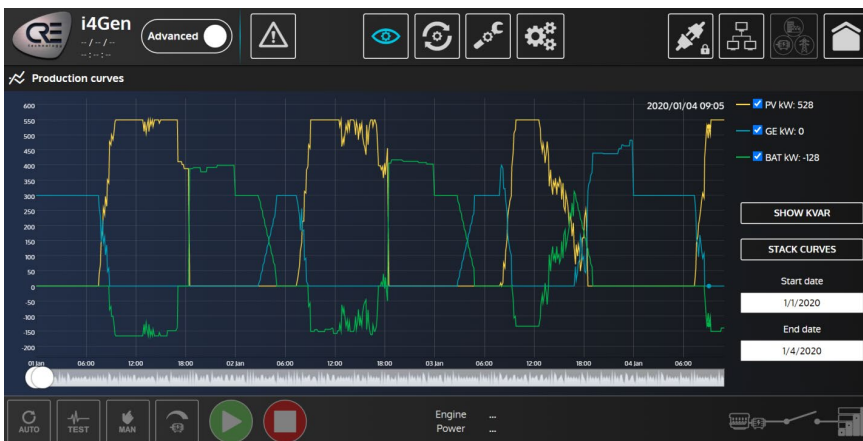 CRE
technology
i4Gen
-- / -- / --
-- : -- : --
Advanced
Production curves
2020/01/04 09:05
PV kW: 528
GE kW: 0
BAT kW: -128
600
550
500
450
400
350
300
250
200
150
100
50
0
-50
-100
-150
-200
01 Jan
06:00
12:00
18:00
02 Jan
06:00
12:00
18:00
03 Jan
06:00
12:00
18:00
04 Jan
06:00
SHOW KVAR
STACK CURVES
Start date
1/1/2020
End date
1/4/2020
AUTO
TEST
MAN
Engine ...
Power ...